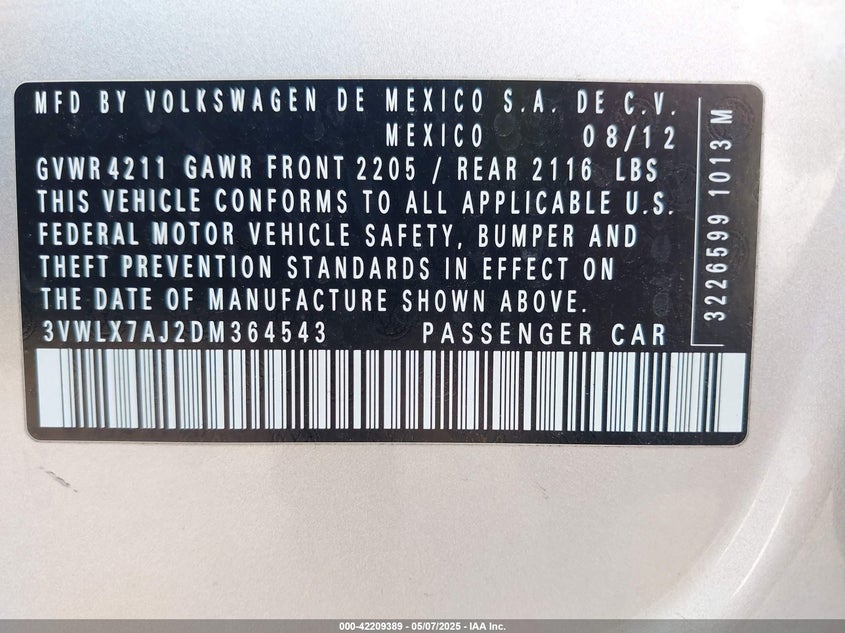 MFD BY VOLKSWAGEN DE MEXICO S.A. DE C.V.
MEXICO 08/12
GVWR 4211 GAWR FRONT 2205 / REAR 2116 LBS
THIS VEHICLE CONFORMS TO ALL APPLICABLE U.S.
FEDERAL MOTOR VEHICLE SAFETY, BUMPER AND
THEFT PREVENTION STANDARDS IN EFFECT ON
THE DATE OF MANUFACTURE SHOWN ABOVE.
3VWLX7AJ2DM364543 PASSENGER CAR
3226599 1013 M
000-42209389 - 05/07/2025 - IAA Inc.